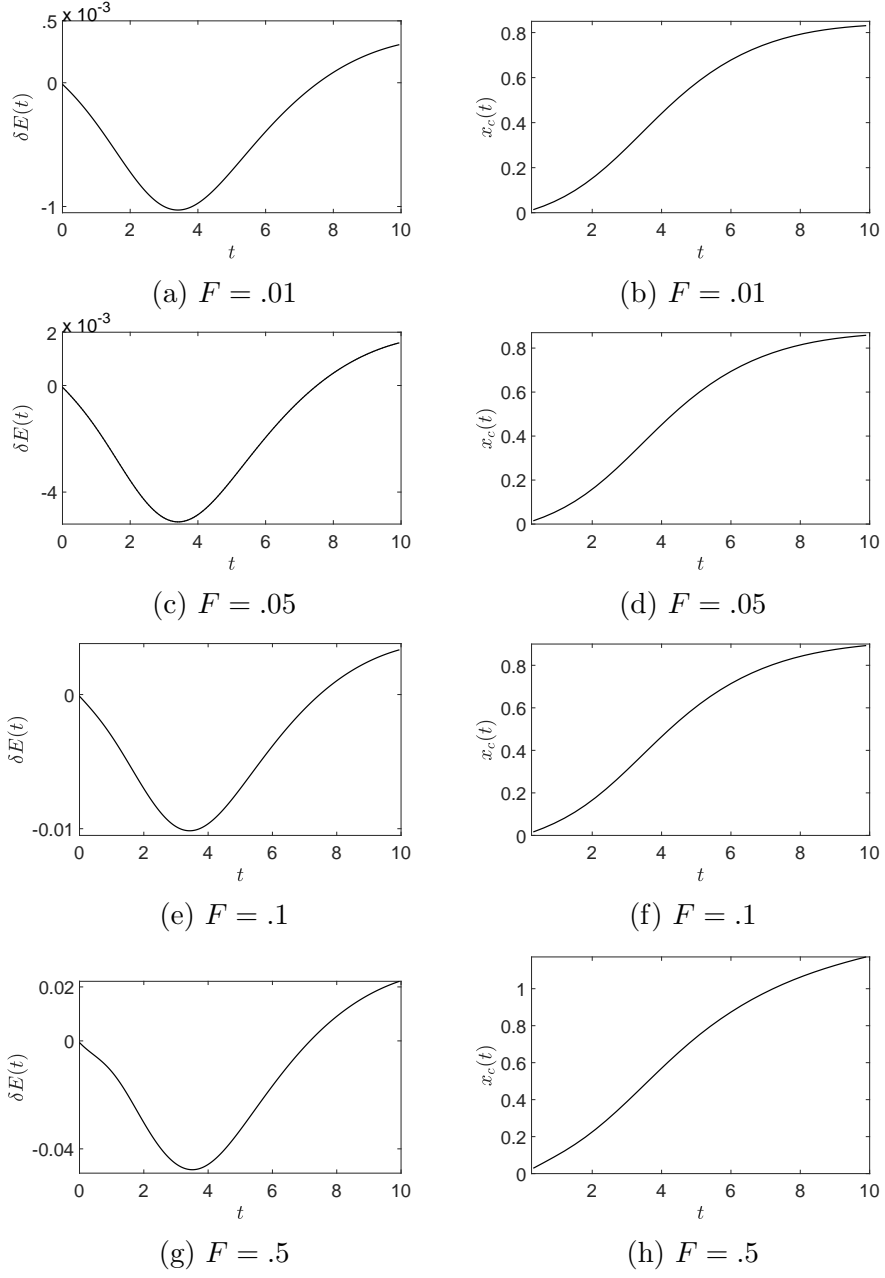 .5 x 10-3
0
-1
δE(t)
0 2 4 6 8 10
t
(a) F = .01
0.8
0.6
0.4
0.2
0
x_c(t)
2 4 6 8 10
t
(b) F = .01
2 x 10-3
0
-4
δE(t)
0 2 4 6 8 10
t
(c) F = .05
0.8
0.6
0.4
0.2
0
x_c(t)
2 4 6 8 10
t
(d) F = .05
0
-0.01
δE(t)
0 2 4 6 8 10
t
(e) F = .1
0.8
0.6
0.4
0.2
0
x_c(t)
2 4 6 8 10
t
(f) F = .1
0.02
0
-0.04
δE(t)
0 2 4 6 8 10
t
(g) F = .5
1
0.8
0.6
0.4
0.2
0
x_c(t)
2 4 6 8 10
t
(h) F = .5